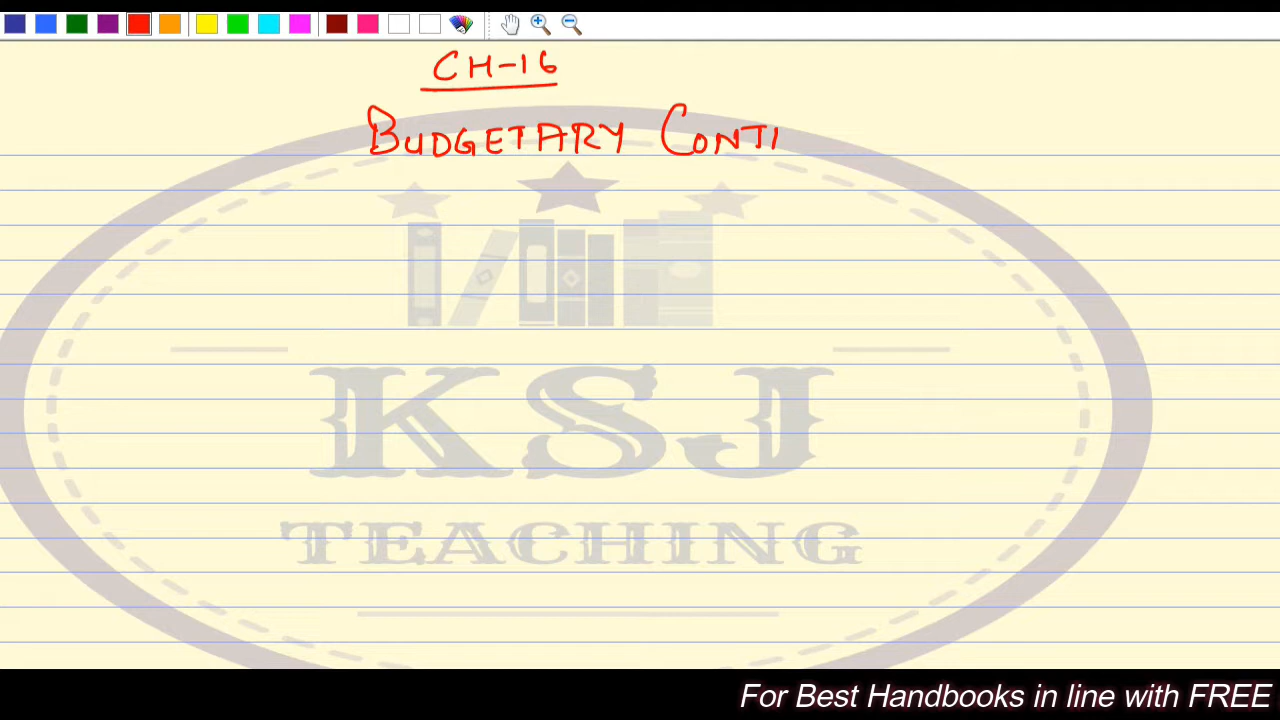 CH-16
BUDGETARY CONTI
KSJ
TEACHING
For Best Handbooks in line with FREE